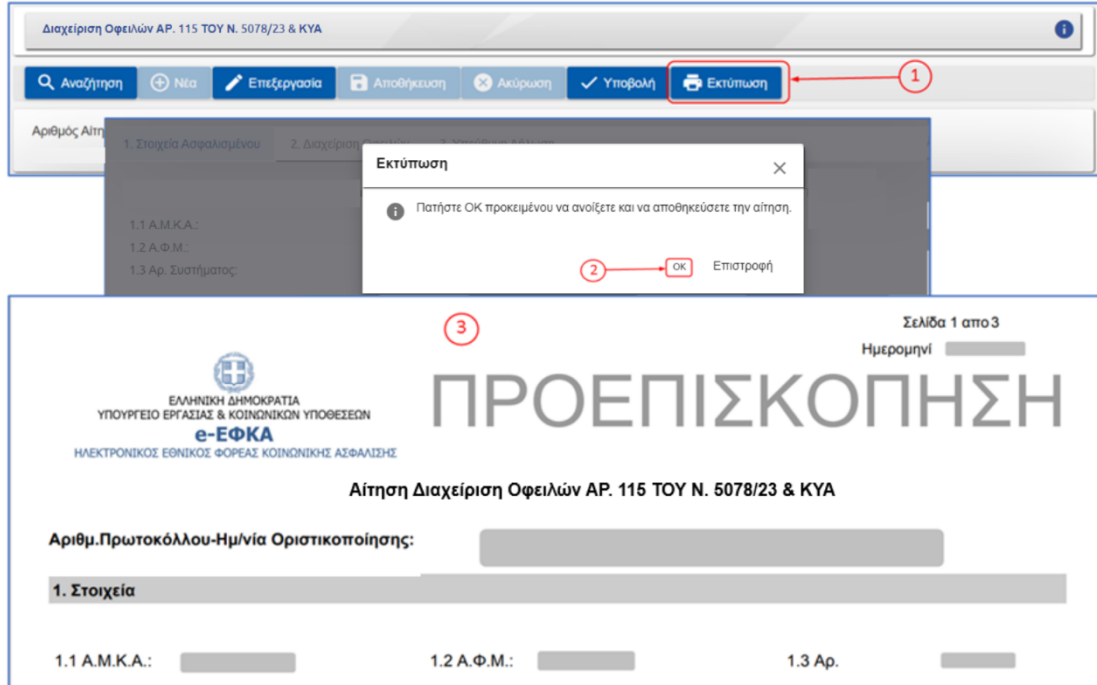 Διαχείριση Οφειλών ΑΡ. 115 ΤΟΥ Ν. 5078/23 & ΚΥΑ
Αναζήτηση Νέα Επεξεργασία Αποθήκευση Ακύρωση Υποβολή Εκτύπωση 1
Αριθμός Αίτη
1. Στοιχεία Ασφαλισμένου 2. Διαχείριση Οφειλών 3. Υπεύθυνη Δήλωση
Εκτύπωση
Πατήστε ΟΚ προκειμένου να ανοίξετε και να αποθηκεύσετε την αίτηση.
1.1 Α.Μ.Κ.Α.:
1.2 Α.Φ.Μ.:
1.3 Αρ. Συστήματος:
2 OK Επιστροφή
3
Σελίδα 1 απο 3
Ημερομηνί
ΠΡΟΕΠΙΣΚΟΠΗΣΗ
ΕΛΛΗΝΙΚΗ ΔΗΜΟΚΡΑΤΙΑ
ΥΠΟΥΡΓΕΙΟ ΕΡΓΑΣΙΑΣ & ΚΟΙΝΩΝΙΚΩΝ ΥΠΟΘΕΣΕΩΝ
e-ΕΦΚΑ
ΗΛΕΚΤΡΟΝΙΚΟΣ ΕΘΝΙΚΟΣ ΦΟΡΕΑΣ ΚΟΙΝΩΝΙΚΗΣ ΑΣΦΑΛΙΣΗΣ
Αίτηση Διαχείριση Οφειλών ΑΡ. 115 ΤΟΥ Ν. 5078/23 & ΚΥΑ
Αριθμ.Πρωτοκόλλου-Ημ/νία Οριστικοποίησης:
1. Στοιχεία
1.1 Α.Μ.Κ.Α.: 1.2 Α.Φ.Μ.: 1.3 Αρ.